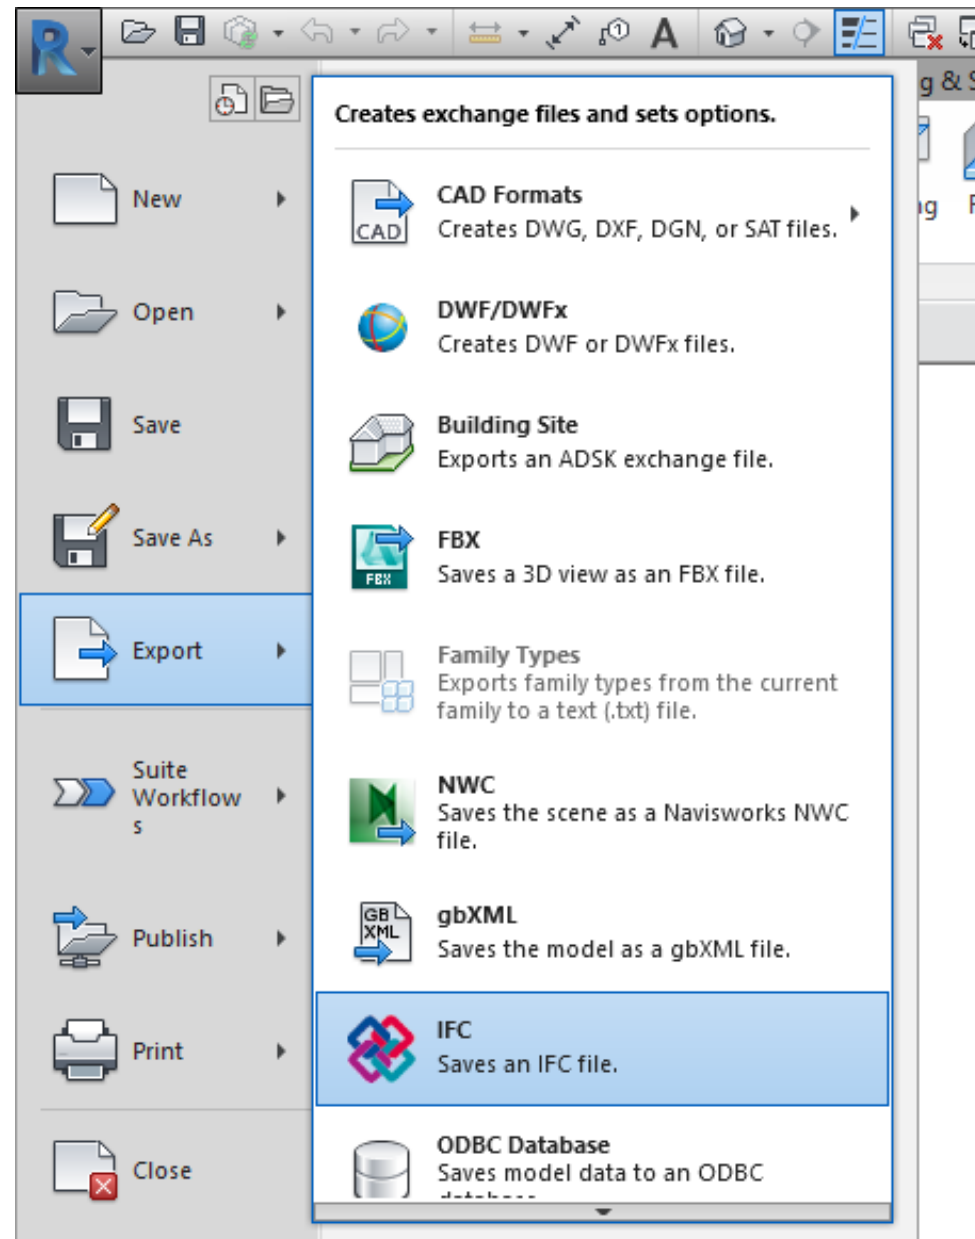 R
A
g & S
Creates exchange files and sets options.
New
CAD
CAD Formats
Creates DWG, DXF, DGN, or SAT files.
Open
DWF/DWFx
Creates DWF or DWFx files.
Save
Building Site
Exports an ADSK exchange file.
Save As
FBX
FBX
Saves a 3D view as an FBX file.
Export
Family Types
Exports family types from the current
family to a text (.txt) file.
Suite
Workflow
s
NWC
Saves the scene as a Navisworks NWC
file.
Publish
GB
XML
gbXML
Saves the model as a gbXML file.
Print
IFC
Saves an IFC file.
Close
ODBC Database
Saves model data to an ODBC